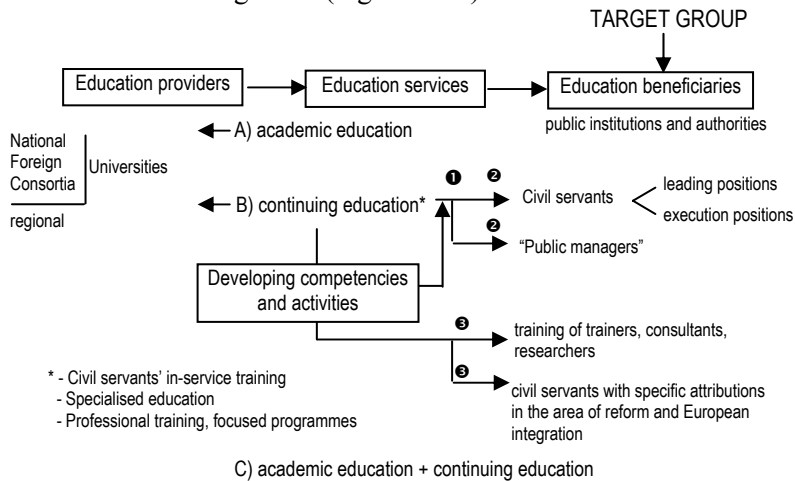 TARGET GROUP
Education providers
Education services
Education beneficiaries
public institutions and authorities
A) academic education
National
Foreign
Consortia
Universities
regional
B) continuing education*
❶
❷
Civil servants
leading positions
execution positions
❷
"Public managers"
Developing competencies
and activities
❸
training of trainers, consultants,
researchers
❸
civil servants with specific attributions
in the area of reform and European
integration
* - Civil servants' in-service training
- Specialised education
- Professional training, focused programmes
C) academic education + continuing education